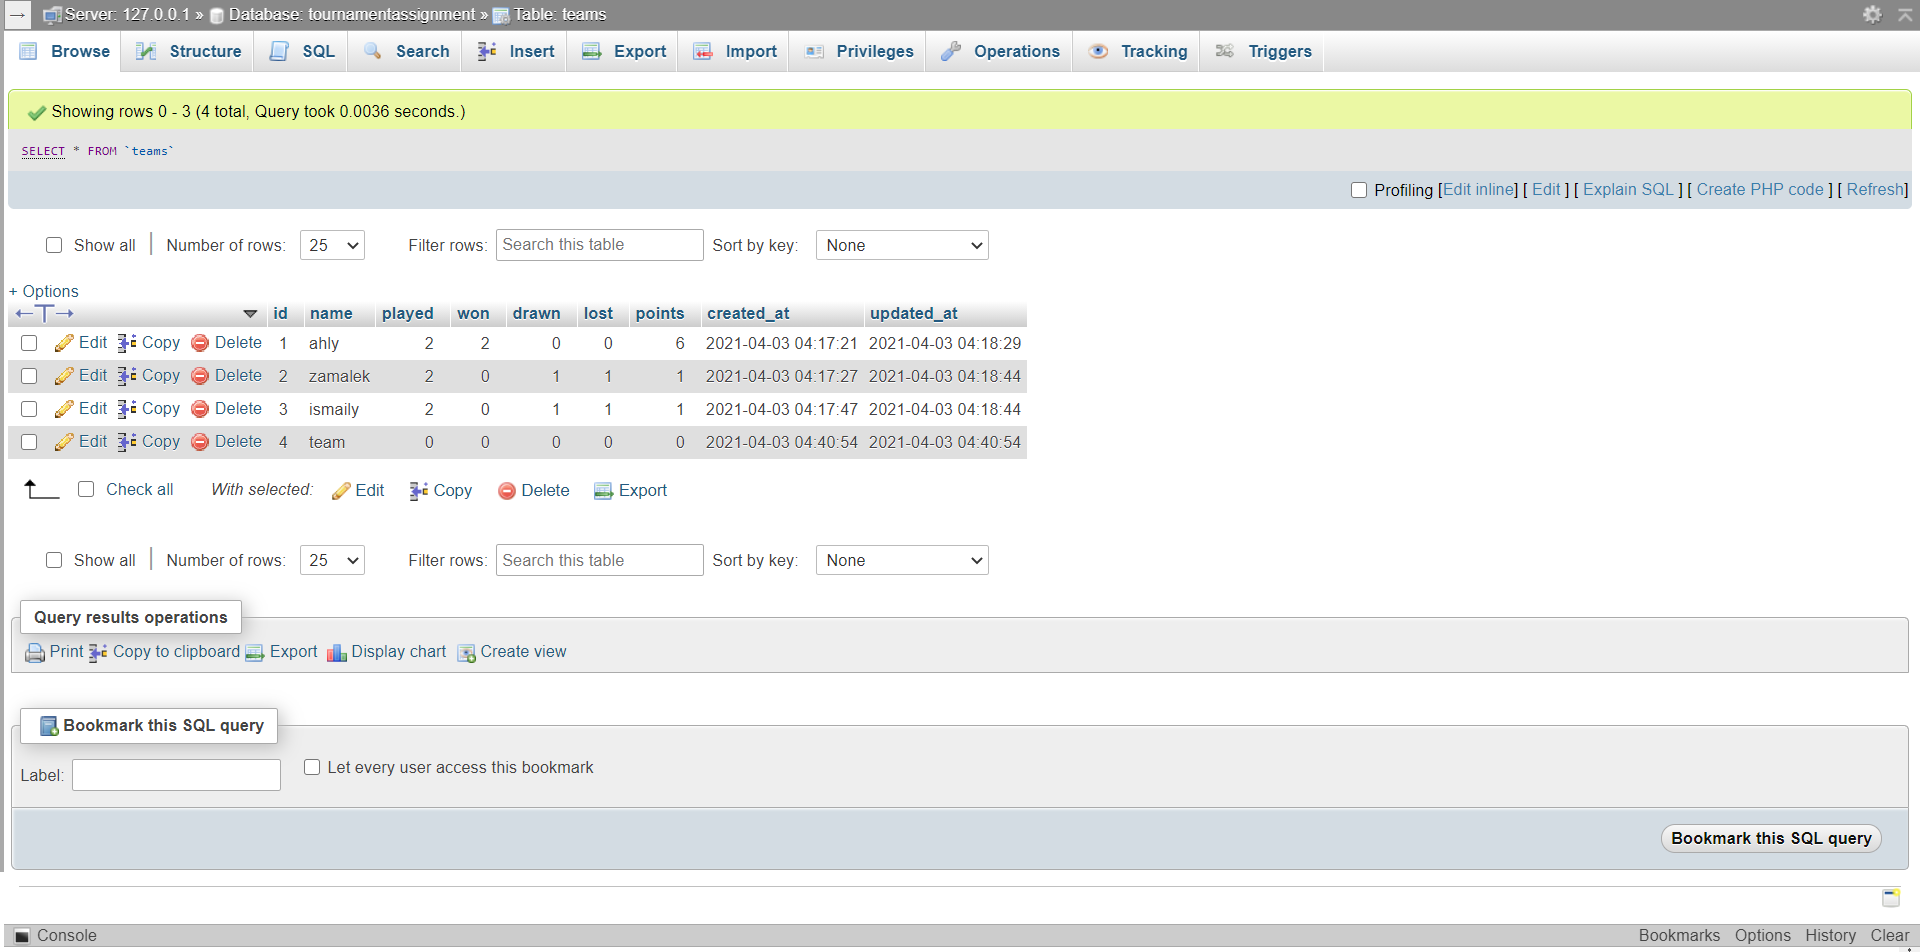 Server: 127.0.0.1 » Database: tournamentassignment » Table: teams
Browse Structure SQL Search Insert Export Import Privileges Operations Tracking Triggers
Showing rows 0 - 3 (4 total, Query took 0.0036 seconds.)
SELECT * FROM `teams`
Profiling [Edit inline] [ Edit ] [ Explain SQL ] [ Create PHP code ] [ Refresh]
Show all Number of rows: 25 Filter rows: Search this table Sort by key: None
+ Options
id name played won drawn lost points created_at updated_at
Edit Copy Delete 1 ahly 2 2 0 0 6 2021-04-03 04:17:21 2021-04-03 04:18:29
Edit Copy Delete 2 zamalek 2 0 1 1 1 2021-04-03 04:17:27 2021-04-03 04:18:44
Edit Copy Delete 3 ismaily 2 0 1 1 1 2021-04-03 04:17:47 2021-04-03 04:18:44
Edit Copy Delete 4 team 0 0 0 0 0 2021-04-03 04:40:54 2021-04-03 04:40:54
Check all With selected: Edit Copy Delete Export
Show all Number of rows: 25 Filter rows: Search this table Sort by key: None
Query results operations
Print Copy to clipboard Export Display chart Create view
Bookmark this SQL query
Label: Let every user access this bookmark
Bookmark this SQL query
Console Bookmarks Options History Clear